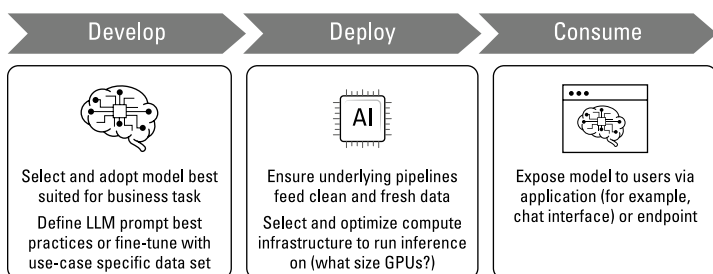 Develop
Deploy
Consume
Select and adopt model best
suited for business task
Define LLM prompt best
practices or fine-tune with
use-case specific data set
AI
Ensure underlying pipelines
feed clean and fresh data
Select and optimize compute
infrastructure to run inference
on (what size GPUs?)
Expose model to users via
application (for example,
chat interface) or endpoint